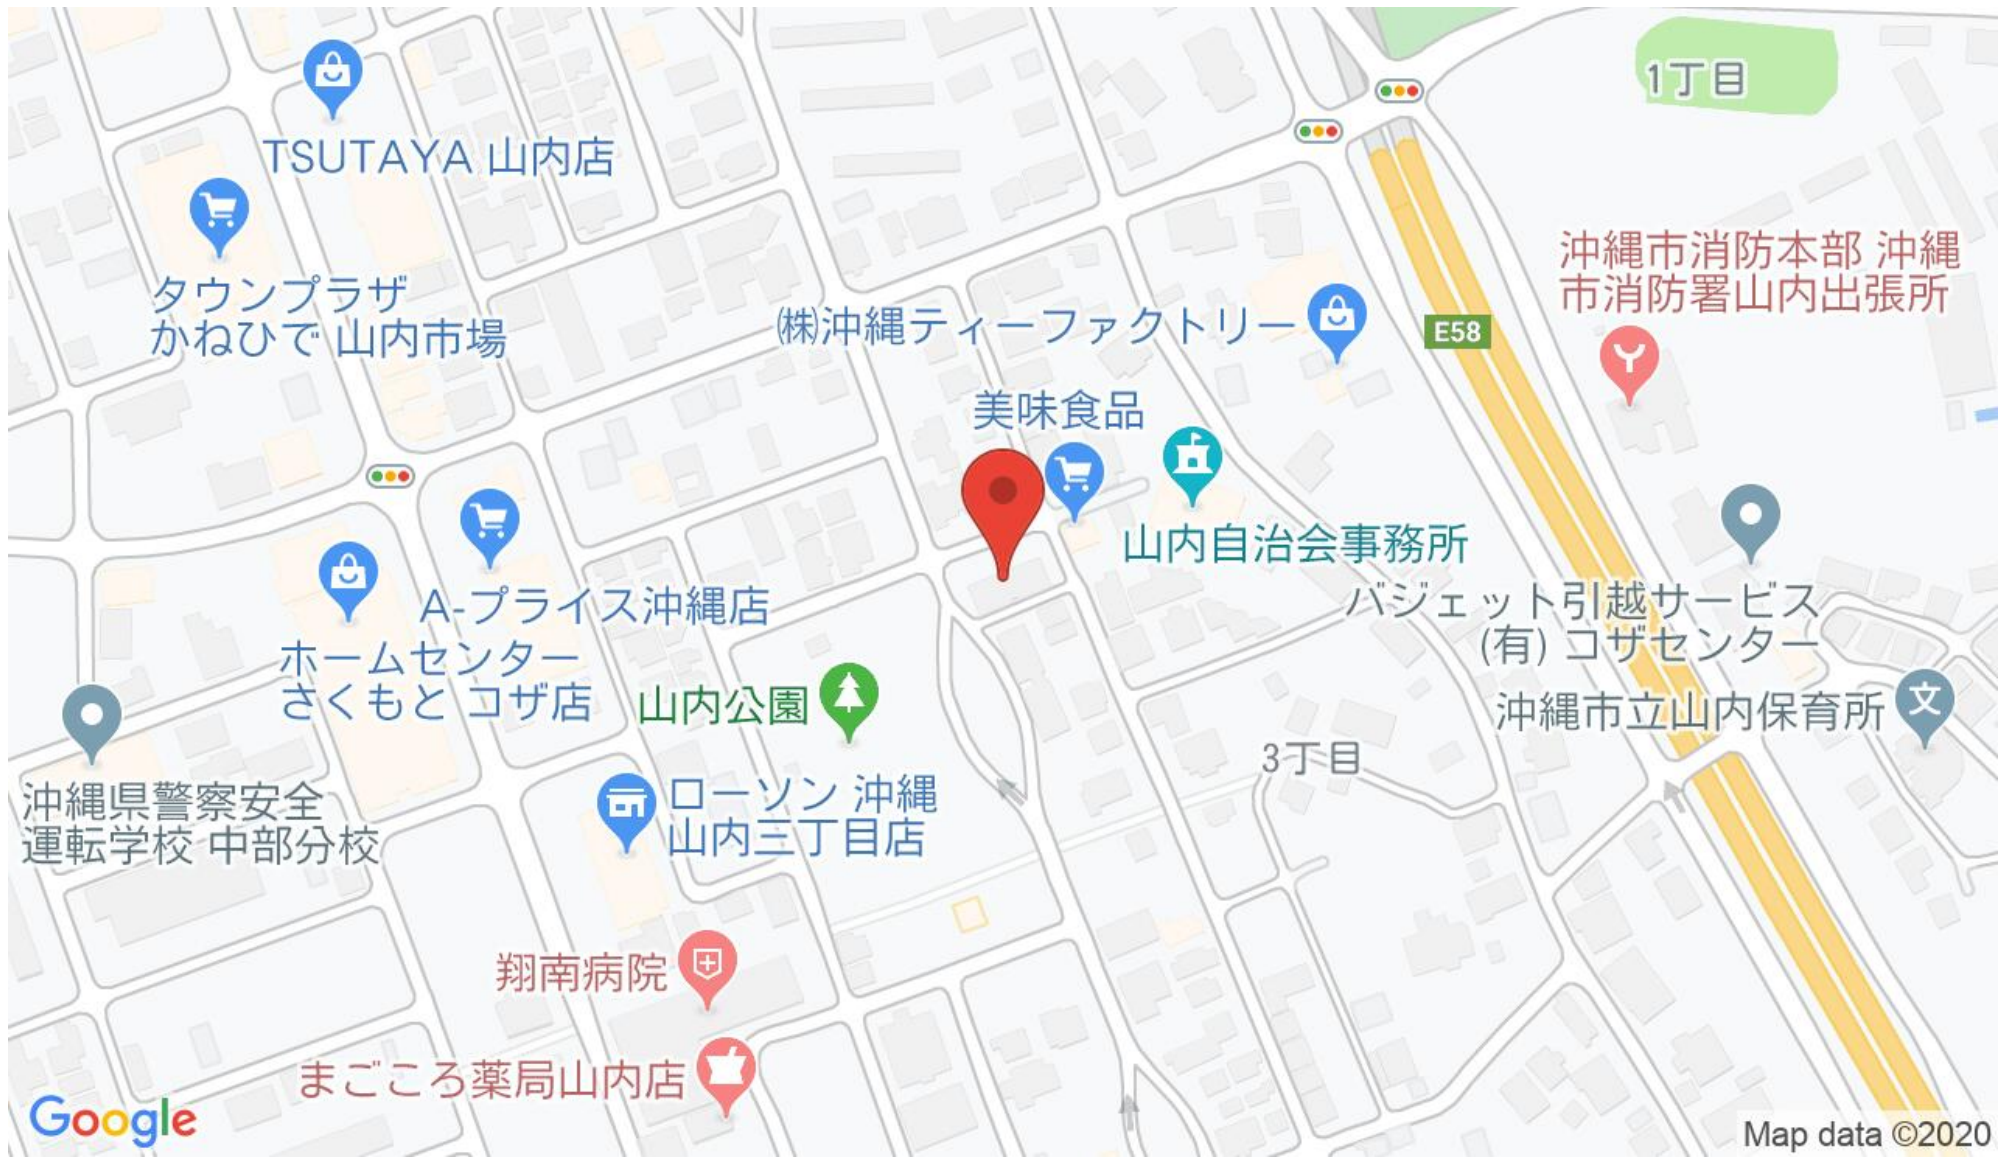 1丁目
TSUTAYA 山内店
タウンプラザ
かねひで 山内市場
沖縄市消防本部 沖縄
市消防署山内出張所
㈱沖縄ティーファクトリー
E58
美味食品
山内自治会事務所
A-プライス沖縄店
バジェット引越サービス
(有) コザセンター
ホームセンター
さくもと コザ店
山内公園
沖縄市立山内保育所
文
3丁目
沖縄県警察安全
運転学校 中部分校
ローソン 沖縄
山内三丁目店
翔南病院
まごころ薬局山内店
Google
Map data ©2020